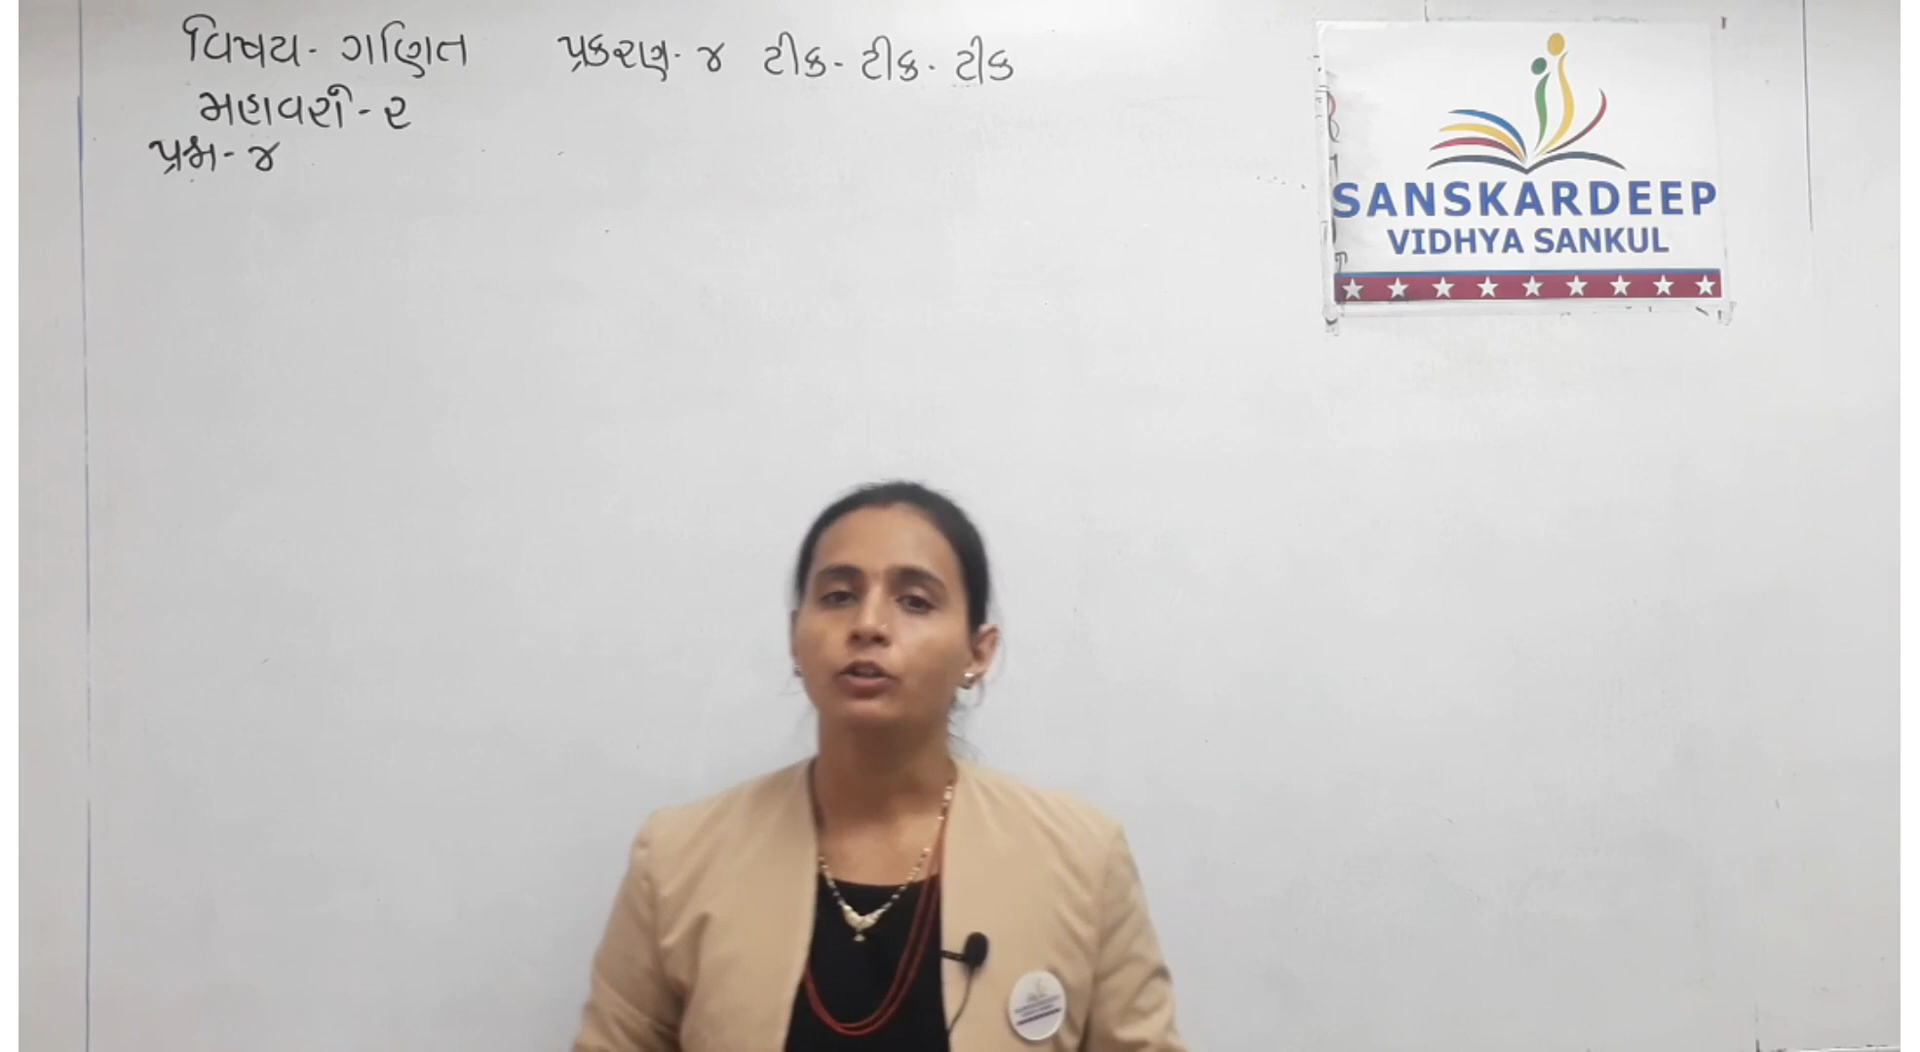 વિષય - ગણિત પ્રકરણ - ૪ ટીક - ટીક - ટીક
મહાવરો - ૨
પ્રશ્ન - ૪
SANSKARDEEP
VIDHYA SANKUL